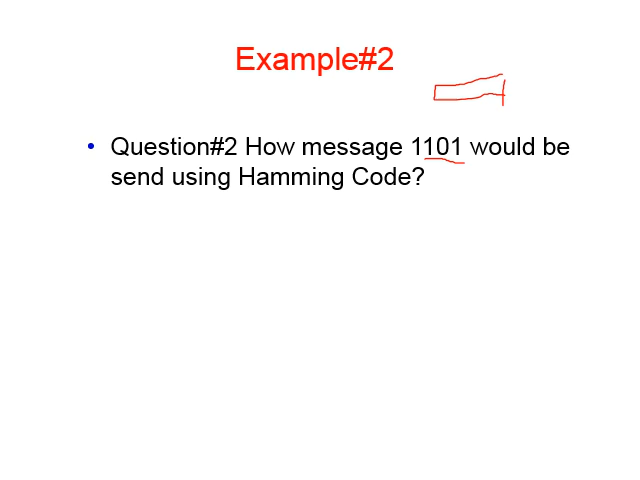 Example#2
• Question#2 How message 1101 would be
send using Hamming Code?